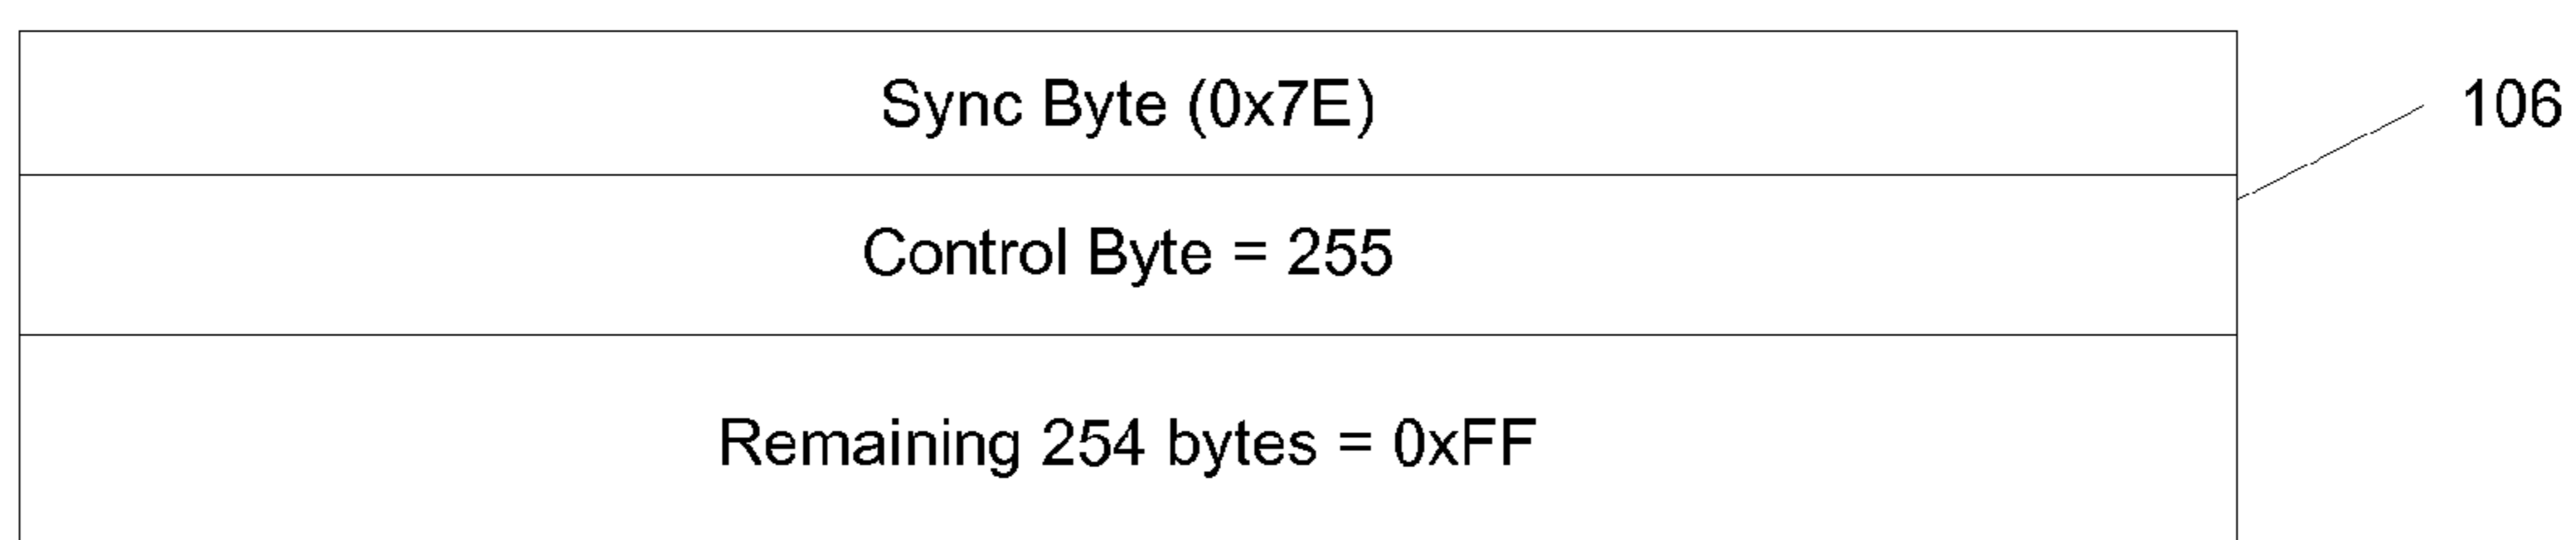 Sync Byte (0x7E)
106
Control Byte = 255
Remaining 254 bytes = 0xFF